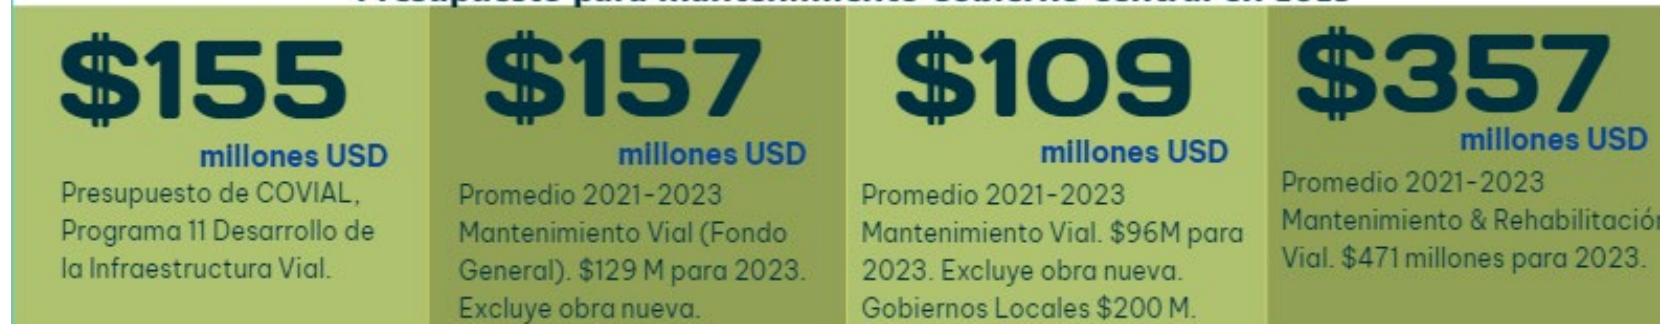 $155
millones USD
Presupuesto de COVIAL,
Programa 11 Desarrollo de
la Infraestructura Vial.
$157
millones USD
Promedio 2021-2023
Mantenimiento Vial (Fondo
General). $129 M para 2023.
Excluye obra nueva.
$109
millones USD
Promedio 2021-2023
Mantenimiento Vial. $96M para
2023. Excluye obra nueva.
Gobiernos Locales $200 M.
$357
millones USD
Promedio 2021-2023
Mantenimiento & Rehabilitación
Vial. $471 millones para 2023.